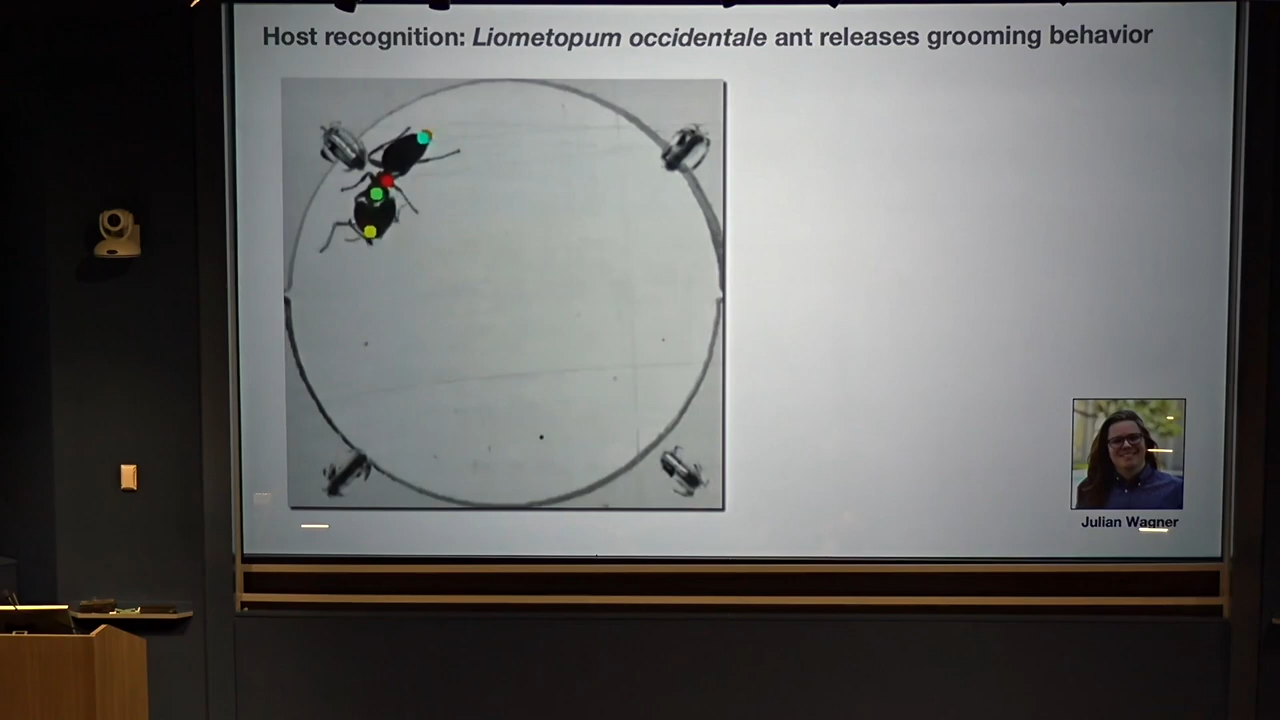 Host recognition: Liometopum occidentale ant releases grooming behavior
Julian Wagner